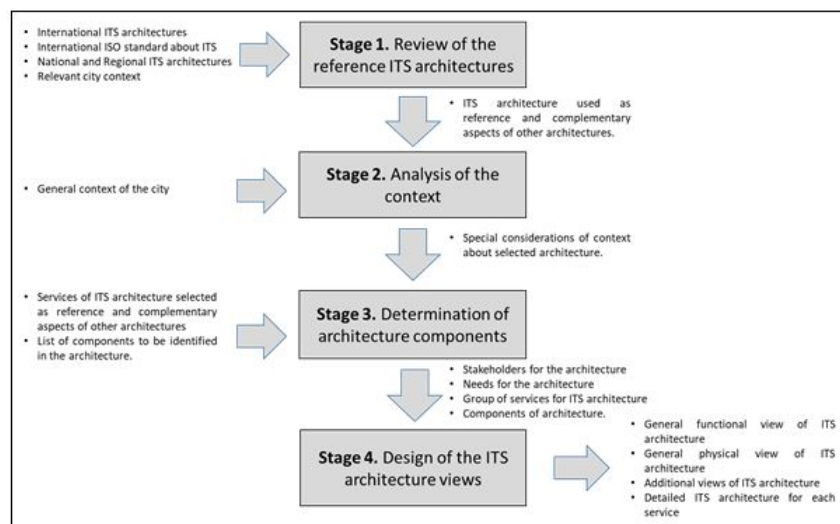 • International ITS architectures
• International ISO standard about ITS
• National and Regional ITS architectures
• Relevant city context
Stage 1. Review of the
reference ITS architectures
• ITS architecture used as
reference and complementary
aspects of other architectures.
• General context of the city
Stage 2. Analysis of the
context
• Special considerations of context
about selected architecture.
• Services of ITS architecture selected
as reference and complementary
aspects of other architectures
• List of components to be identified
in the architecture.
Stage 3. Determination of
architecture components
• Stakeholders for the architecture
• Needs for the architecture
• Group of services for ITS architecture
• Components of architecture.
Stage 4. Design of the ITS
architecture views
• General functional view of ITS
architecture
• General physical view of ITS
architecture
• Additional views of ITS architecture
• Detailed ITS architecture for each
service